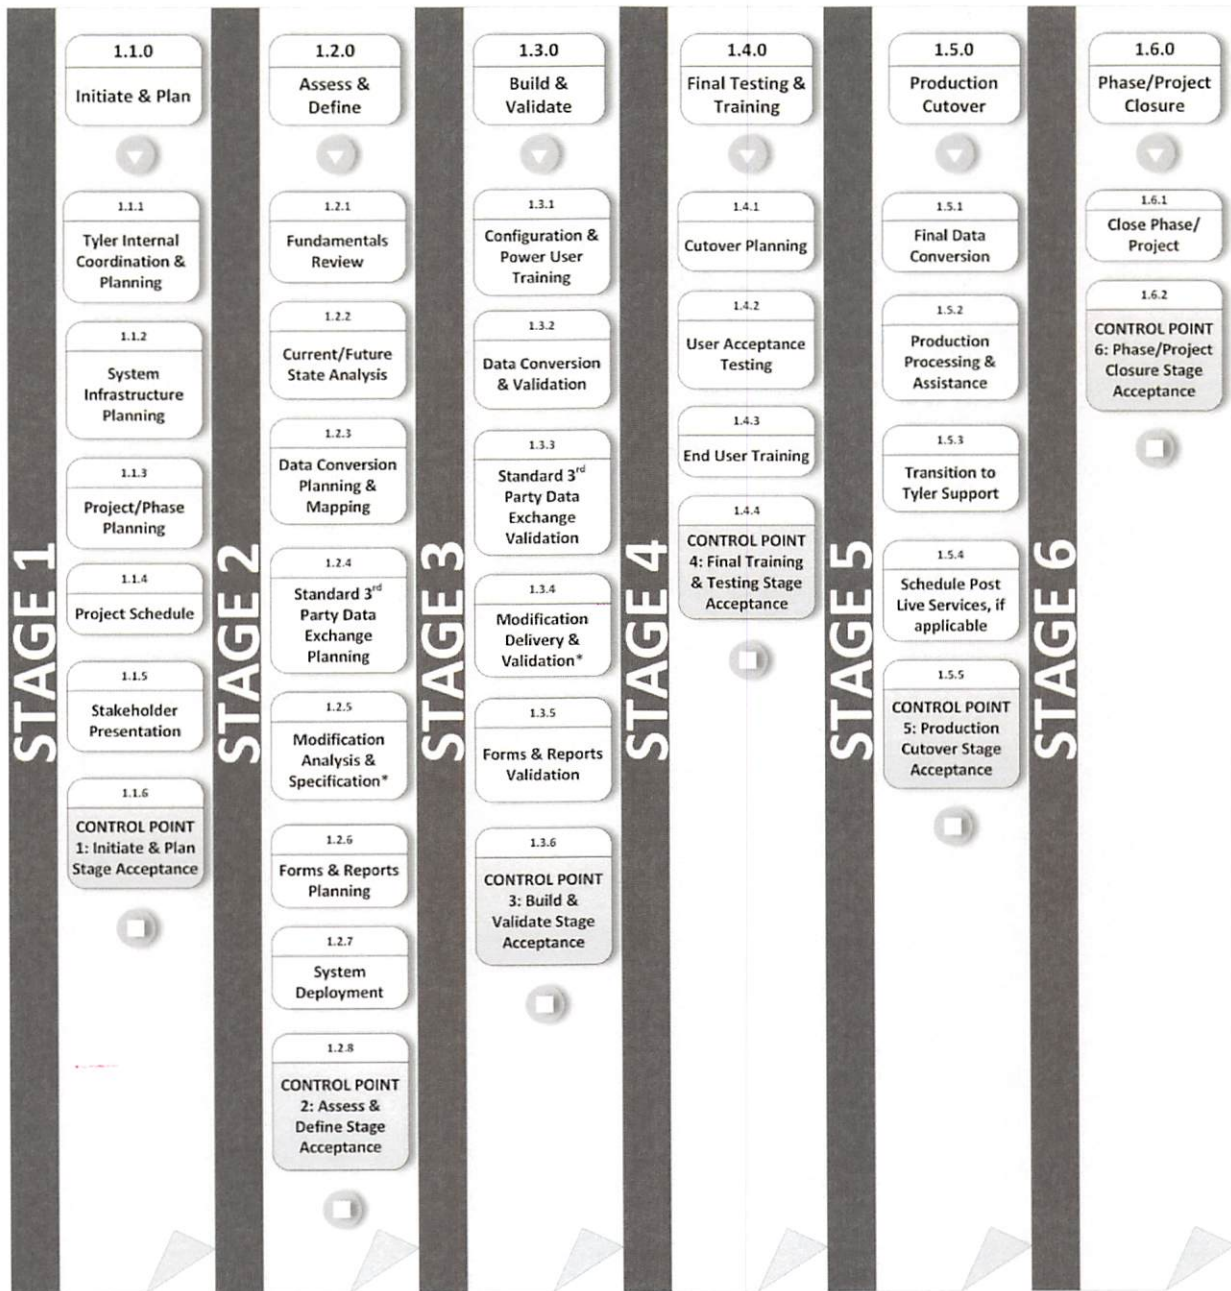 STAGE 1
1.1.0
Initiate & Plan
1.1.1
Tyler Internal
Coordination &
Planning
1.1.2
System
Infrastructure
Planning
1.1.3
Project/Phase
Planning
1.1.4
Project Schedule
1.1.5
Stakeholder
Presentation
1.1.6
CONTROL POINT
1: Initiate & Plan
Stage Acceptance
STAGE 2
1.2.0
Assess &
Define
1.2.1
Fundamentals
Review
1.2.2
Current/Future
State Analysis
1.2.3
Data Conversion
Planning &
Mapping
1.2.4
Standard 3rd
Party Data
Exchange
Planning
1.2.5
Modification
Analysis &
Specification*
1.2.6
Forms & Reports
Planning
1.2.7
System
Deployment
1.2.8
CONTROL POINT
2: Assess &
Define Stage
Acceptance
STAGE 3
1.3.0
Build &
Validate
1.3.1
Configuration &
Power User
Training
1.3.2
Data Conversion
& Validation
1.3.3
Standard 3rd
Party Data
Exchange
Validation
1.3.4
Modification
Delivery &
Validation*
1.3.5
Forms & Reports
Validation
1.3.6
CONTROL POINT
3: Build &
Validate Stage
Acceptance
STAGE 4
1.4.0
Final Testing &
Training
1.4.1
Cutover Planning
1.4.2
User Acceptance
Testing
1.4.3
End User Training
1.4.4
CONTROL POINT
4: Final Training
& Testing Stage
Acceptance
STAGE 5
1.5.0
Production
Cutover
1.5.1
Final Data
Conversion
1.5.2
Production
Processing &
Assistance
1.5.3
Transition to
Tyler Support
1.5.4
Schedule Post
Live Services, if
applicable
1.5.5
CONTROL POINT
5: Production
Cutover Stage
Acceptance
STAGE 6
1.6.0
Phase/Project
Closure
1.6.1
Close Phase/
Project
1.6.2
CONTROL POINT
6: Phase/Project
Closure Stage
Acceptance